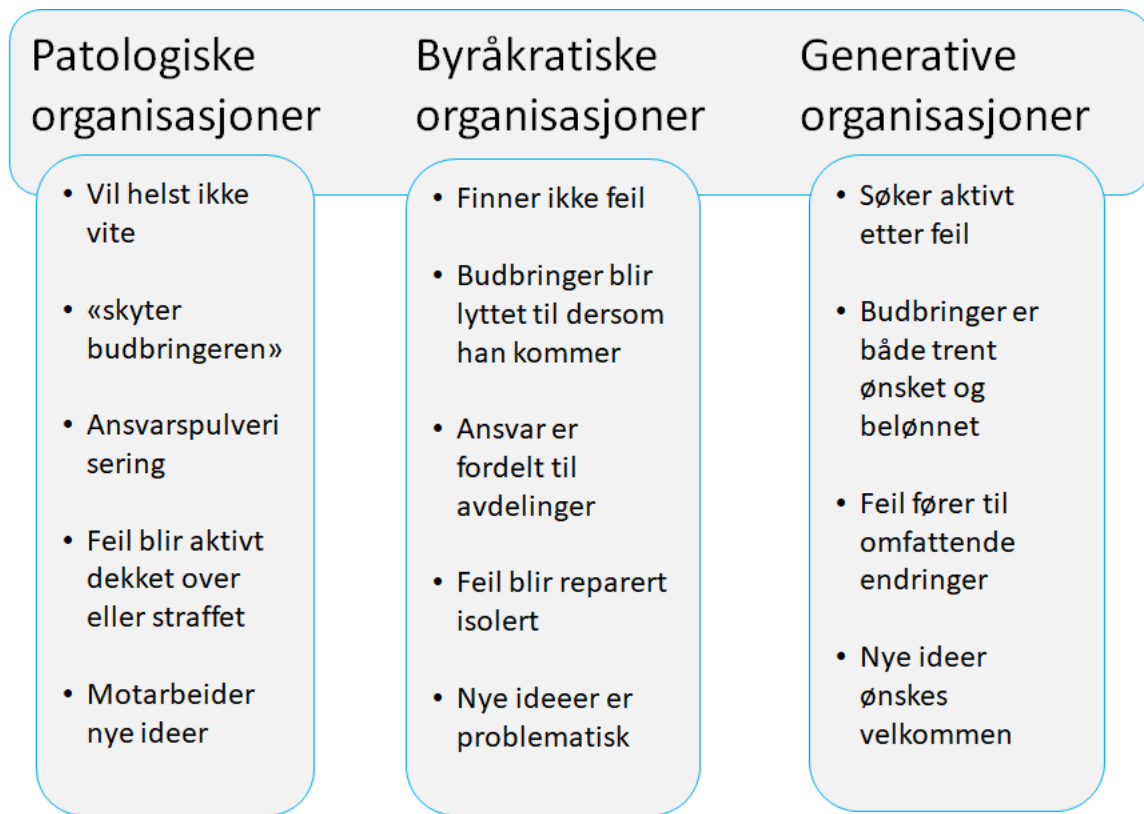 Patologiske
organisasjoner
• Vil helst ikke
vite
• «skyter
budbringeren»
• Ansvarspulveri
sering
• Feil blir aktivt
dekket over
eller straffet
• Motarbeider
nye ideer
Byråkratiske
organisasjoner
• Finner ikke feil
• Budbringer blir
lyttet til dersom
han kommer
• Ansvar er
fordelt til
avdelinger
• Feil blir reparert
isolert
• Nye ideeer er
problematisk
Generative
organisasjoner
• Søker aktivt
etter feil
• Budbringer er
både trent
ønsket og
belønnet
• Feil fører til
omfattende
endringer
• Nye ideer
ønskes
velkommen